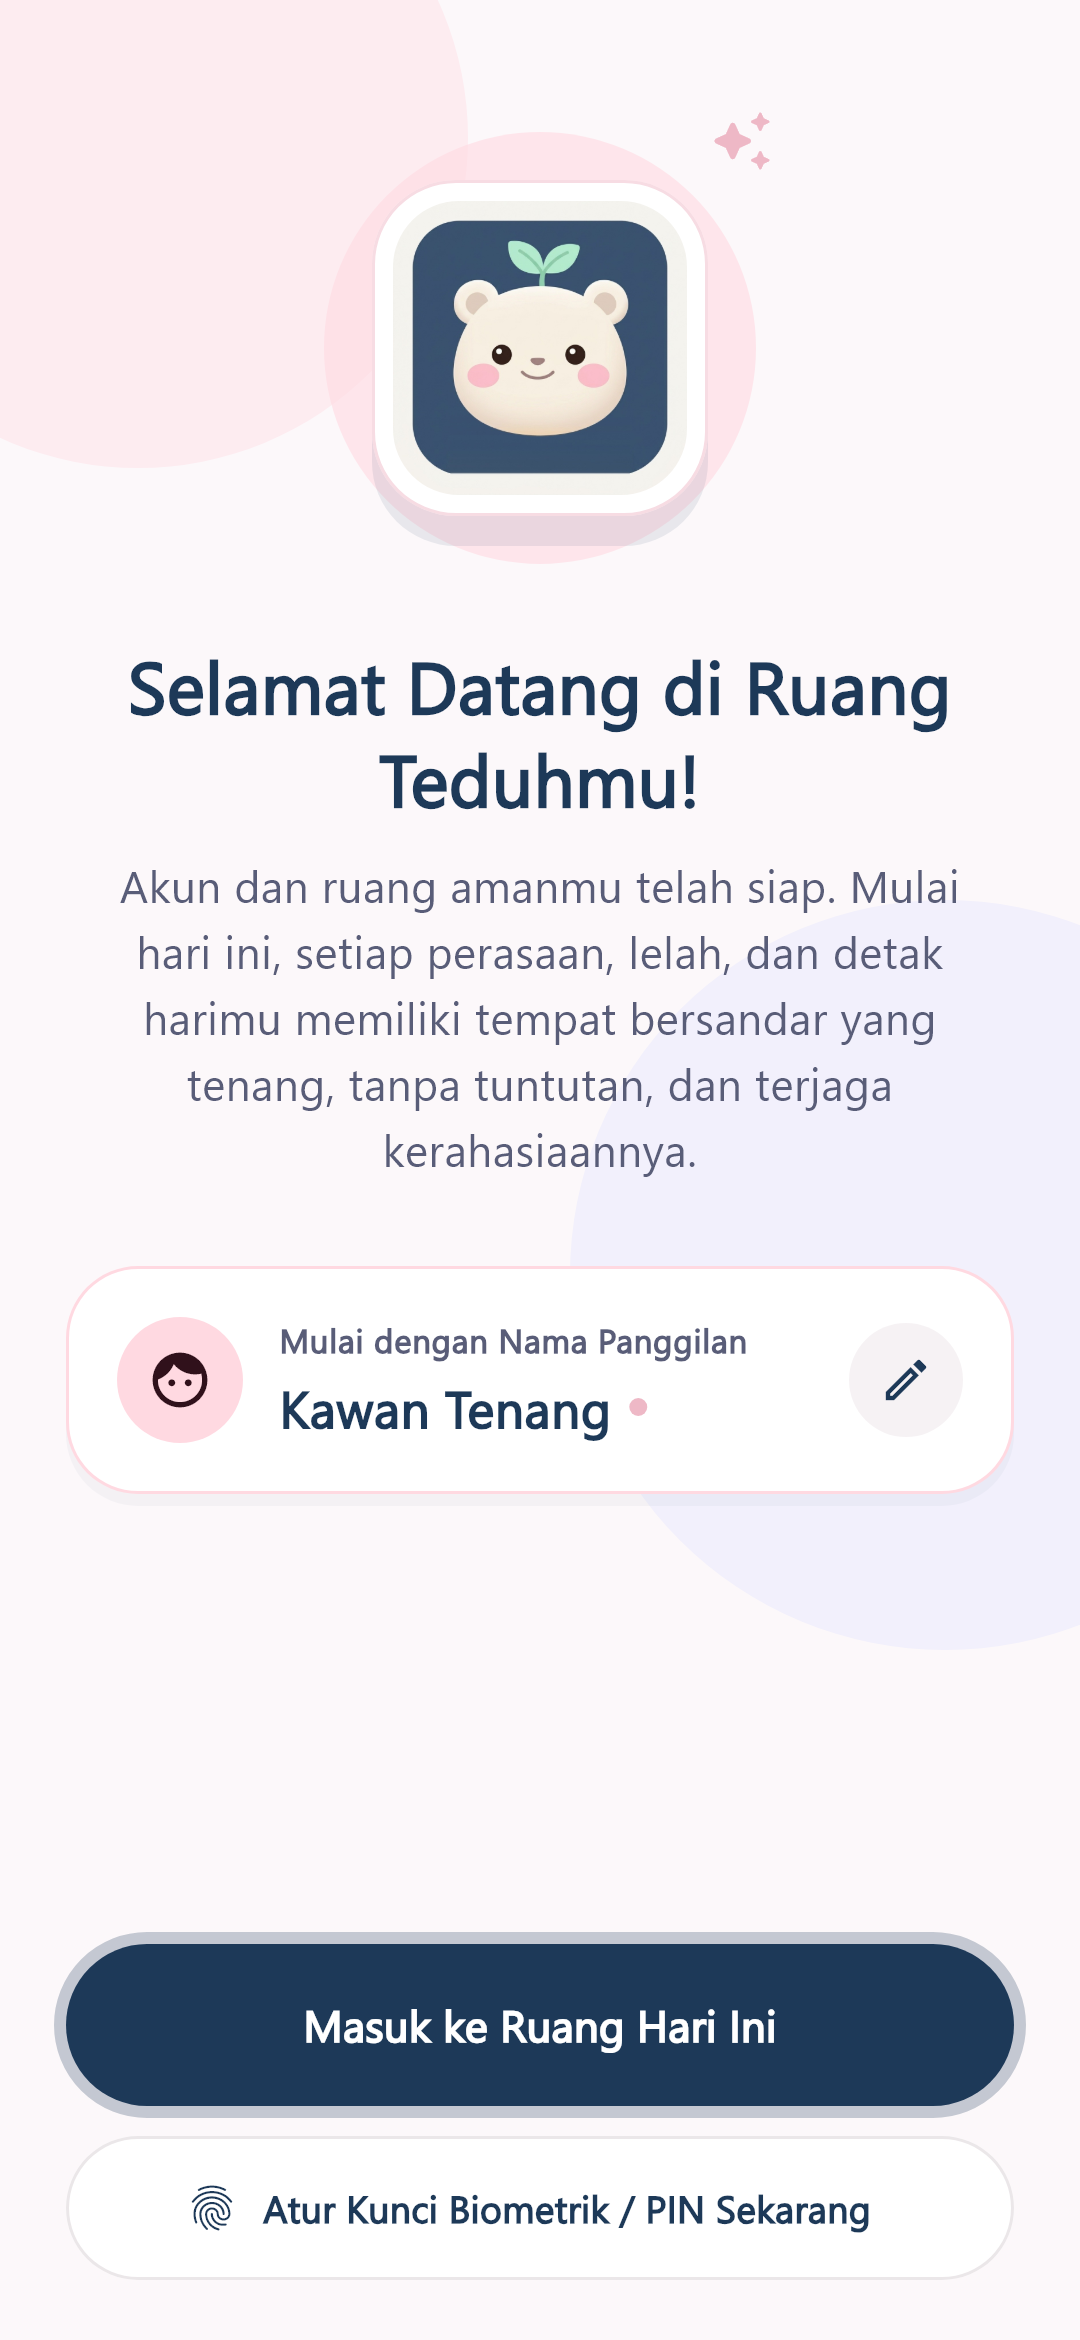 Selamat Datang di Ruang
Teduhmu!
Akun dan ruang amanmu telah siap. Mulai
hari ini, setiap perasaan, lelah, dan detak
harimu memiliki tempat bersandar yang
tenang, tanpa tuntutan, dan terjaga
kerahasiaannya.
Mulai dengan Nama Panggilan
Kawan Tenang
Masuk ke Ruang Hari Ini
Atur Kunci Biometrik / PIN Sekarang